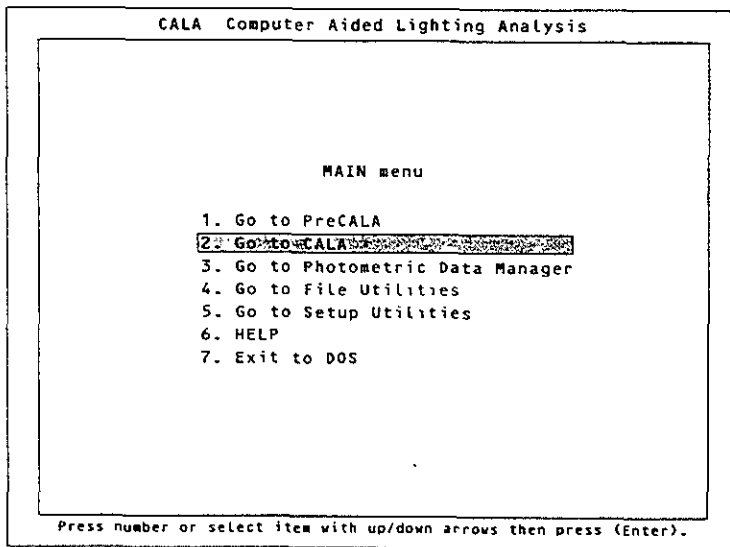 CALA Computer Aided Lighting Analysis
MAIN menu
1. Go to PreCALA
2. Go to CALA
3. Go to Photometric Data Manager
4. Go to File Utilities
5. Go to Setup Utilities
6. HELP
7. Exit to DOS
Press number or select item with up/down arrows then press (Enter).